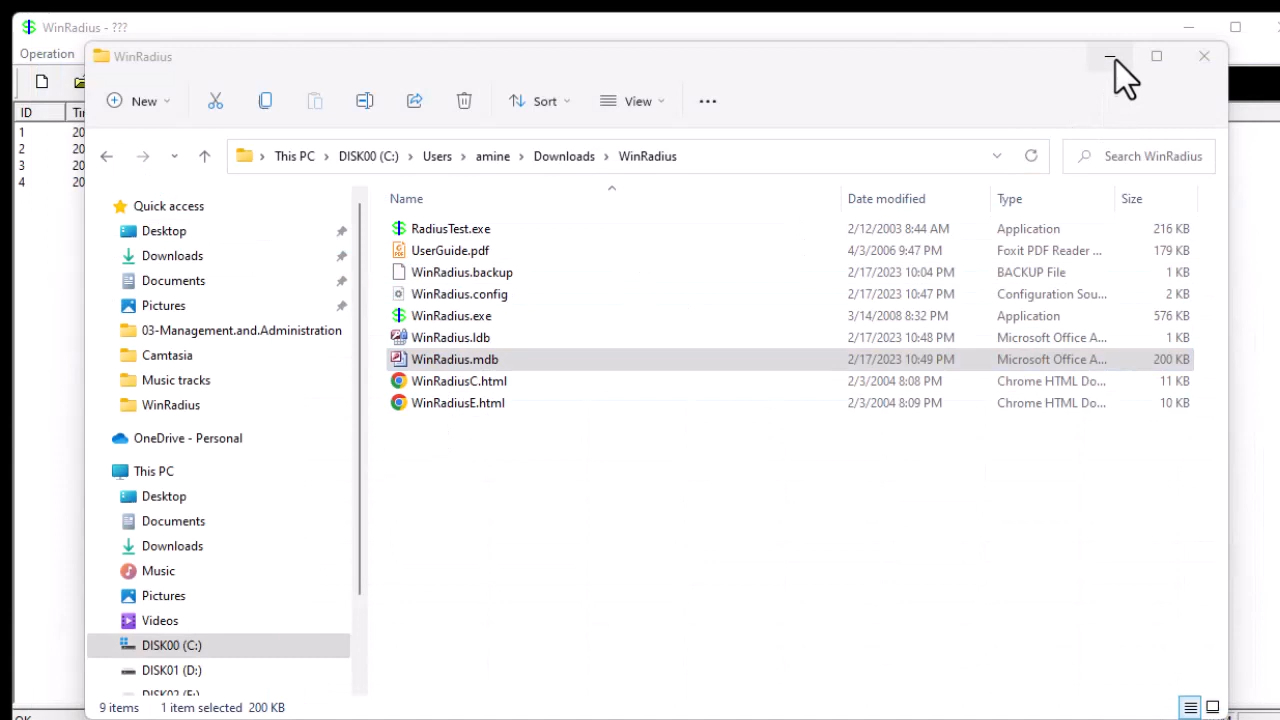 WinRadius - ???
Operation
ID
1
2
3
4
WinRadius
New
Sort
View
This PC > DISK00 (C:) > Users > amine > Downloads > WinRadius
Search WinRadius
Quick access
Desktop
Downloads
Documents
Pictures
03-Management.and.Administration
Camtasia
Music tracks
WinRadius
OneDrive - Personal
This PC
Desktop
Documents
Downloads
Music
Pictures
Videos
DISK00 (C:)
DISK01 (D:)
Name Date modified Type Size
RadiusTest.exe 2/12/2003 8:44 AM Application 216 KB
UserGuide.pdf 4/3/2006 9:47 PM Foxit PDF Reader ... 179 KB
WinRadius.backup 2/17/2023 10:04 PM BACKUP File 1 KB
WinRadius.config 2/17/2023 10:47 PM Configuration Sou... 2 KB
WinRadius.exe 3/14/2008 8:32 PM Application 576 KB
WinRadius.ldb 2/17/2023 10:48 PM Microsoft Office A... 1 KB
WinRadius.mdb 2/17/2023 10:49 PM Microsoft Office A... 200 KB
WinRadiusC.html 2/3/2004 8:08 PM Chrome HTML Do... 11 KB
WinRadiusE.html 2/3/2004 8:09 PM Chrome HTML Do... 10 KB
9 items 1 item selected 200 KB